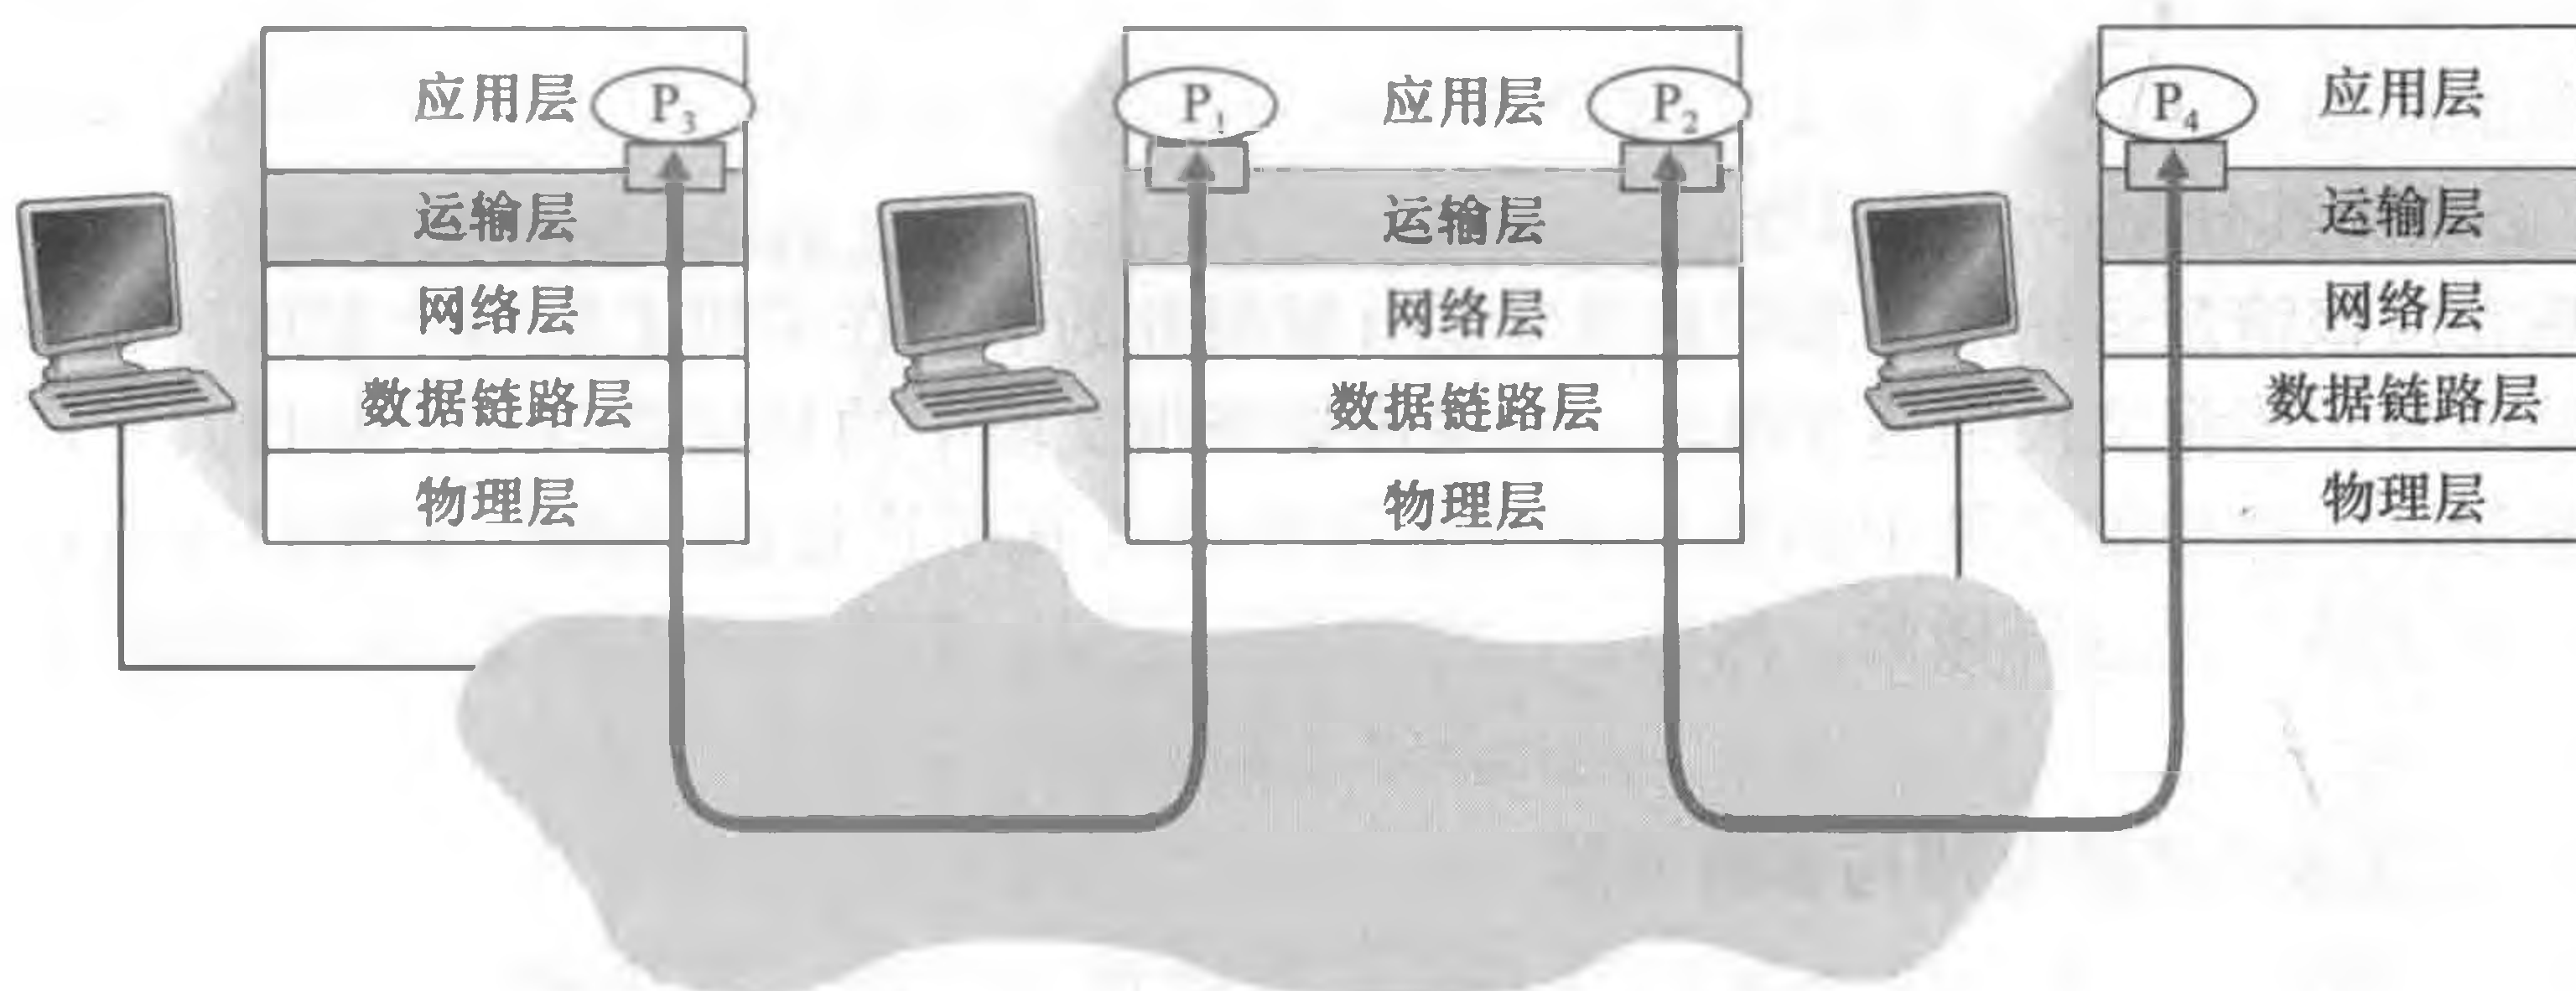 应用层 P₃
运输层
网络层
数据链路层
物理层
P₁ 应用层 P₂
运输层
网络层
数据链路层
物理层
P₄ 应用层
运输层
网络层
数据链路层
物理层